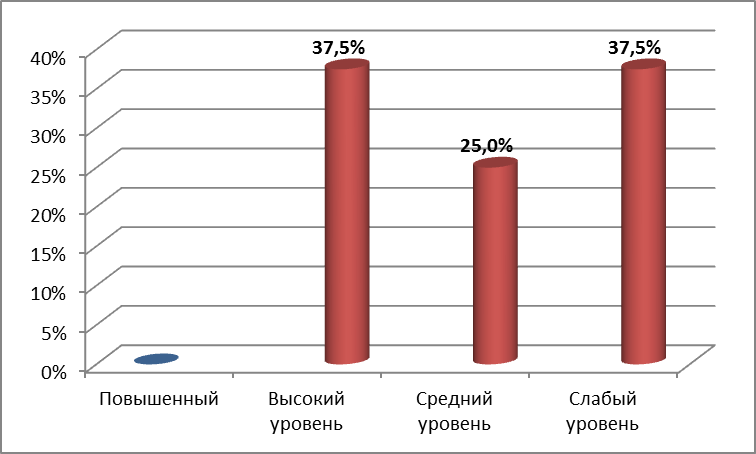 37,5%
37,5%
25,0%
40%
35%
30%
25%
20%
15%
10%
5%
0%
Повышенный
Высокий
уровень
Средний
уровень
Слабый
уровень